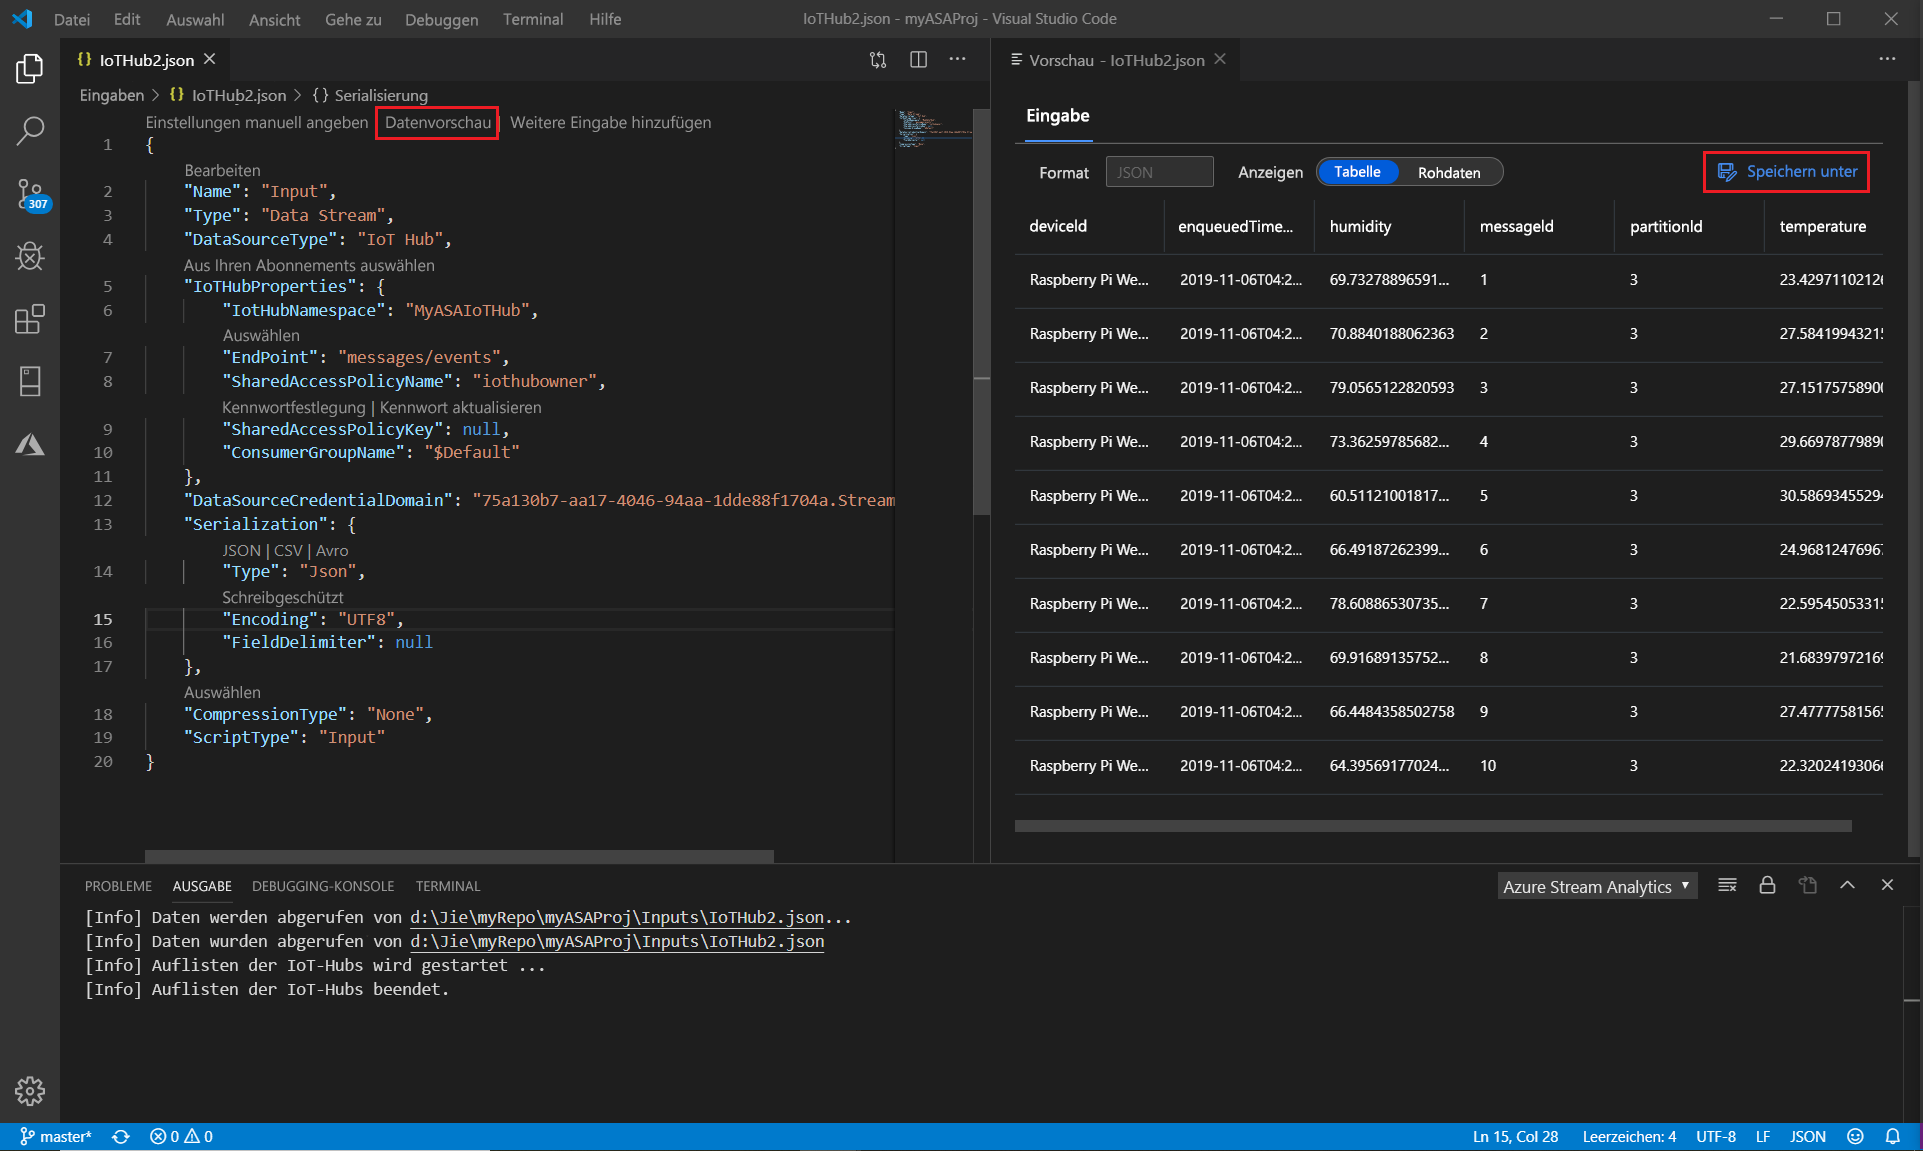 Datei Edit Auswahl Ansicht Gehe zu Debuggen Terminal Hilfe
IoTHub2.json - myASAProj - Visual Studio Code
{} IoTHub2.json
Eingaben > {} IoTHub2.json > {} Serialisierung
Einstellungen manuell angeben | Datenvorschau | Weitere Eingabe hinzufügen
1 {
Bearbeiten
2 "Name": "Input",
3 "Type": "Data Stream",
4 "DataSourceType": "IoT Hub",
Aus Ihren Abonnements auswählen
5 "IoTHubProperties": {
6 "IotHubNamespace": "MyASAIoTHub",
Auswählen
7 "EndPoint": "messages/events",
8 "SharedAccessPolicyName": "iothubowner",
Kennwortfestlegung | Kennwort aktualisieren
9 "SharedAccessPolicyKey": null,
10 "ConsumerGroupName": "$Default"
11 },
12 "DataSourceCredentialDomain": "75a130b7-aa17-4046-94aa-1dde88f1704a.Stream
13 "Serialization": {
JSON | CSV | Avro
14 "Type": "Json",
Schreibgeschützt
15 "Encoding": "UTF8",
16 "FieldDelimiter": null
17 },
Auswählen
18 "CompressionType": "None",
19 "ScriptType": "Input"
20 }
307
Vorschau - IoTHub2.json
Eingabe
Format JSON Anzeigen Tabelle Rohdaten Speichern unter
deviceId enqueuedTime... humidity messageId partitionId temperature
Raspberry Pi We... 2019-11-06T04:2... 69.73278896591... 1 3 23.42971102126
Raspberry Pi We... 2019-11-06T04:2... 70.8840188062363 2 3 27.58419943215
Raspberry Pi We... 2019-11-06T04:2... 79.0565122820593 3 3 27.15175758900
Raspberry Pi We... 2019-11-06T04:2... 73.36259785682... 4 3 29.66978779890
Raspberry Pi We... 2019-11-06T04:2... 60.51121001817... 5 3 30.58693455294
Raspberry Pi We... 2019-11-06T04:2... 66.49187262399... 6 3 24.96812476967
Raspberry Pi We... 2019-11-06T04:2... 78.60886530735... 7 3 22.59545053315
Raspberry Pi We... 2019-11-06T04:2... 69.91689135752... 8 3 21.68397972169
Raspberry Pi We... 2019-11-06T04:2... 66.4484358502758 9 3 27.47777581565
Raspberry Pi We... 2019-11-06T04:2... 64.39569177024... 10 3 22.32024193066
PROBLEME AUSGABE DEBUGGING-KONSOLE TERMINAL
Azure Stream Analytics
[Info] Daten werden abgerufen von d:\Jie\myRepo\myASAProj\Inputs\IoTHub2.json...
[Info] Daten wurden abgerufen von d:\Jie\myRepo\myASAProj\Inputs\IoTHub2.json
[Info] Auflisten der IoT-Hubs wird gestartet ...
[Info] Auflisten der IoT-Hubs beendet.
master* 0 0 Ln 15, Col 28 Leerzeichen: 4 UTF-8 LF JSON